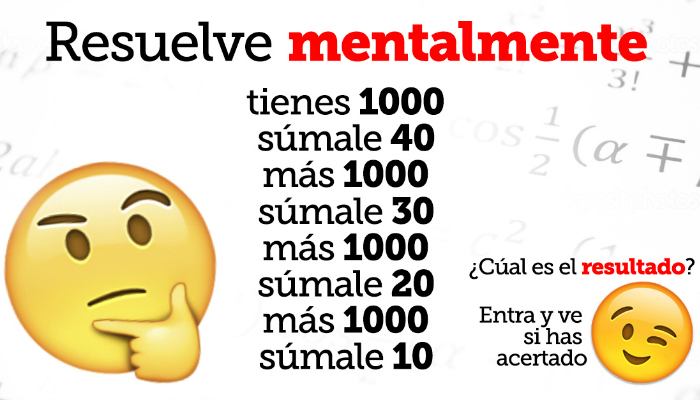 Resuelve mentalmente
tienes 1000
súmale 40
más 1000
súmale 30
más 1000
súmale 20
más 1000
súmale 10
¿Cúal es el resultado?
Entra y ve
si has
acertado